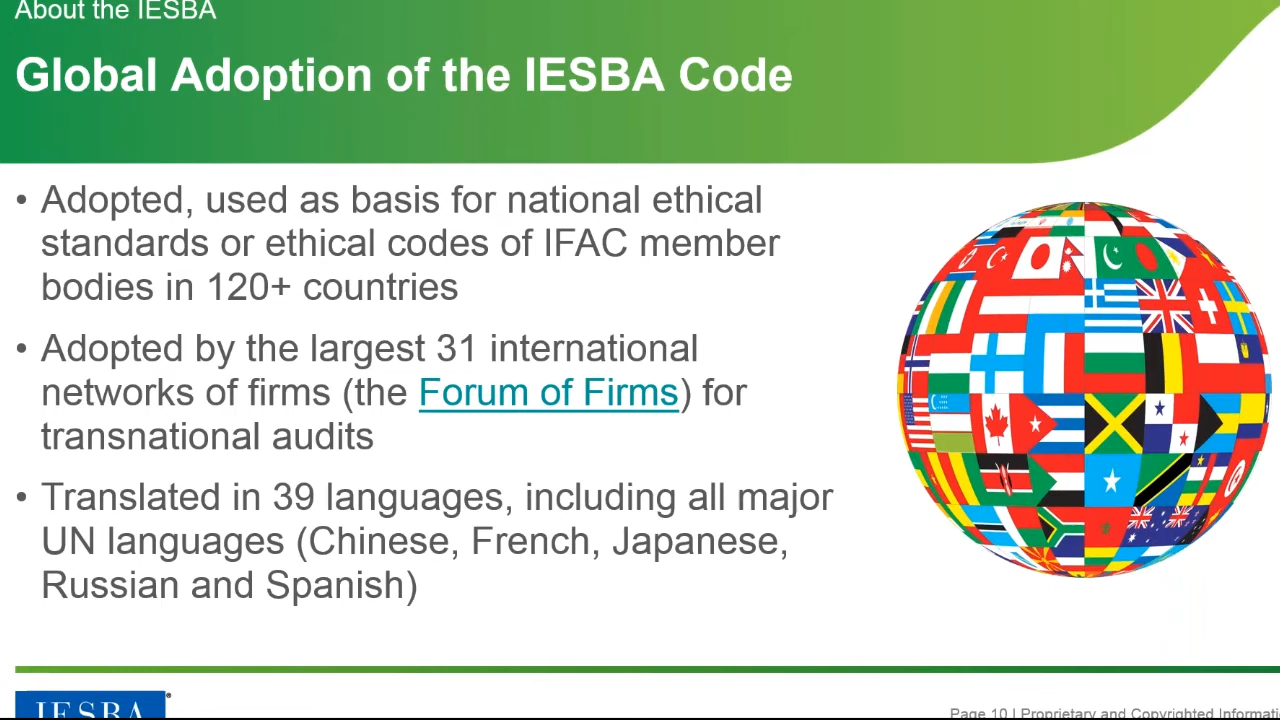 About the IESBA
Global Adoption of the IESBA Code
• Adopted, used as basis for national ethical
standards or ethical codes of IFAC member
bodies in 120+ countries
• Adopted by the largest 31 international
networks of firms (the Forum of Firms) for
transnational audits
• Translated in 39 languages, including all major
UN languages (Chinese, French, Japanese,
Russian and Spanish)
IESBA®
Page 10 | Proprietary and Copyrighted Informati